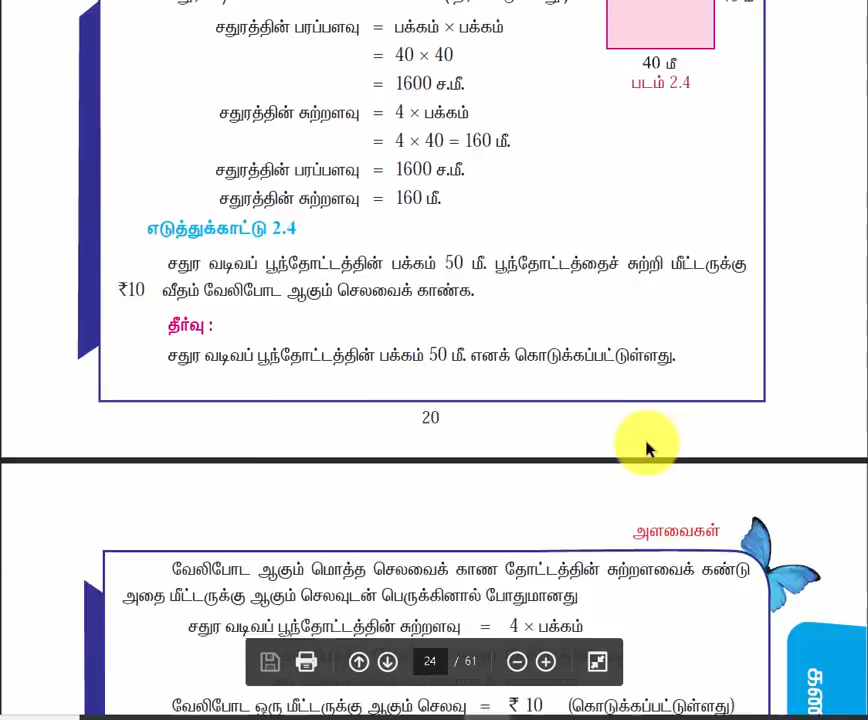 சதுரத்தின் பரப்பளவு = பக்கம் × பக்கம்
= 40 × 40
= 1600 ச.மீ.
40 மீ
படம் 2.4
சதுரத்தின் சுற்றளவு = 4 × பக்கம்
= 4 × 40 = 160 மீ.
சதுரத்தின் பரப்பளவு = 1600 ச.மீ.
சதுரத்தின் சுற்றளவு = 160 மீ.
எடுத்துக்காட்டு 2.4
சதுர வடிவப் பூந்தோட்டத்தின் பக்கம் 50 மீ. பூந்தோட்டத்தைச் சுற்றி மீட்டருக்கு
₹10 வீதம் வேலிபோட ஆகும் செலவைக் காண்க.
தீர்வு :
சதுர வடிவப் பூந்தோட்டத்தின் பக்கம் 50 மீ. எனக் கொடுக்கப்பட்டுள்ளது.
20
அளவைகள்
வேலிபோட ஆகும் மொத்த செலவைக் காண தோட்டத்தின் சுற்றளவைக் கண்டு
அதை மீட்டருக்கு ஆகும் செலவுடன் பெருக்கினால் போதுமானது
சதுர வடிவப் பூந்தோட்டத்தின் சுற்றளவு = 4 × பக்கம்
24 / 61
வேலிபோட ஒரு மீட்டருக்கு ஆகும் செலவு = ₹ 10 (கொடுக்கப்பட்டுள்ளது)